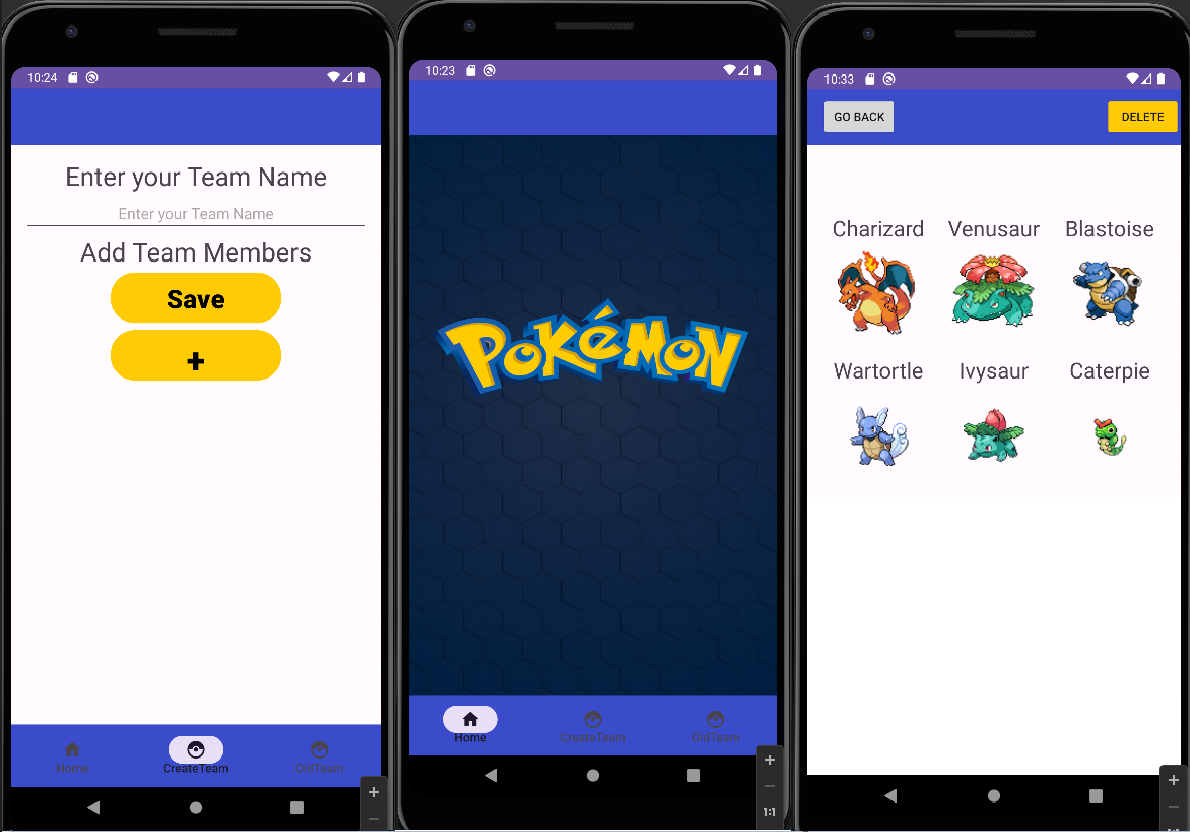 10:24
Enter your Team Name
Enter your Team Name
Add Team Members
Save
+
Home
CreateTeam
OldTeam
+
−
10:23
POKéMON
Home
CreateTeam
OldTeam
+
−
1:1
10:33
GO BACK
DELETE
Charizard
Venusaur
Blastoise
Wartortle
Ivysaur
Caterpie
+
−